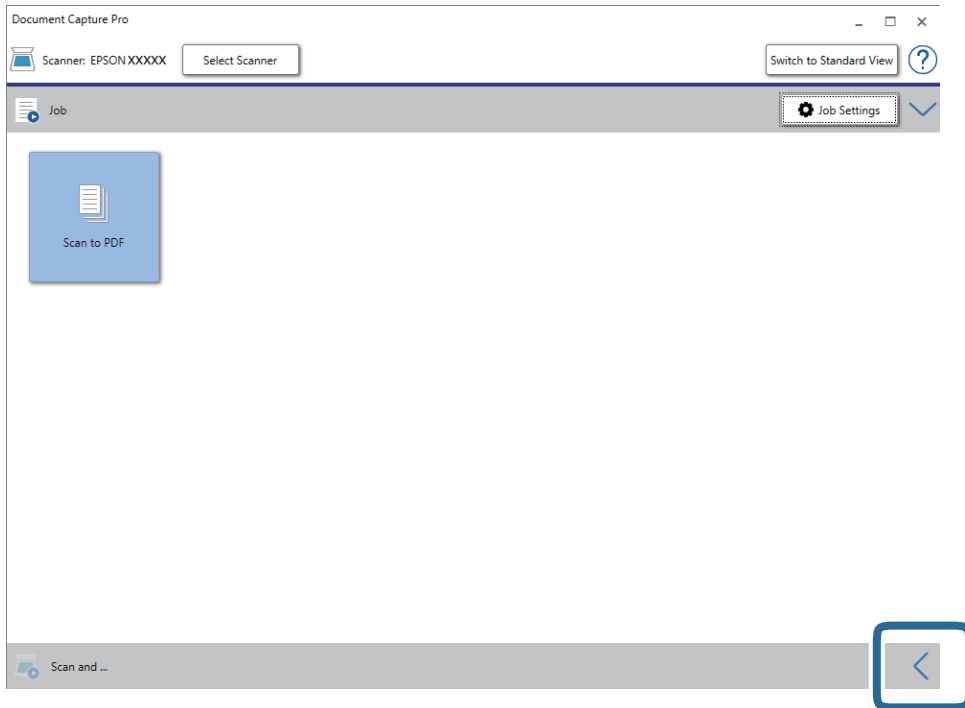 Document Capture Pro
Scanner: EPSON XXXXX
Select Scanner
Switch to Standard View
?
Job
Job Settings
Scan to PDF
Scan and ...